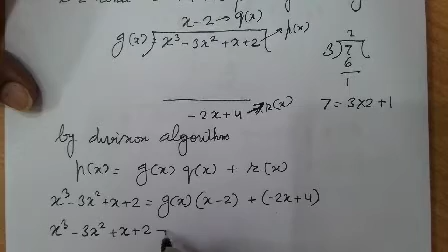 x-2 → q(x)
g(x) x³ - 3x² + x + 2 → p(x)
2
3) 7
6
1
-2x+4 → r(x)
7 = 3×2+1
by division algorithm
p(x) = g(x) q(x) + r(x)
x³ - 3x² + x + 2 = g(x) (x-2) + (-2x+4)
x³ - 3x² + x + 2 -